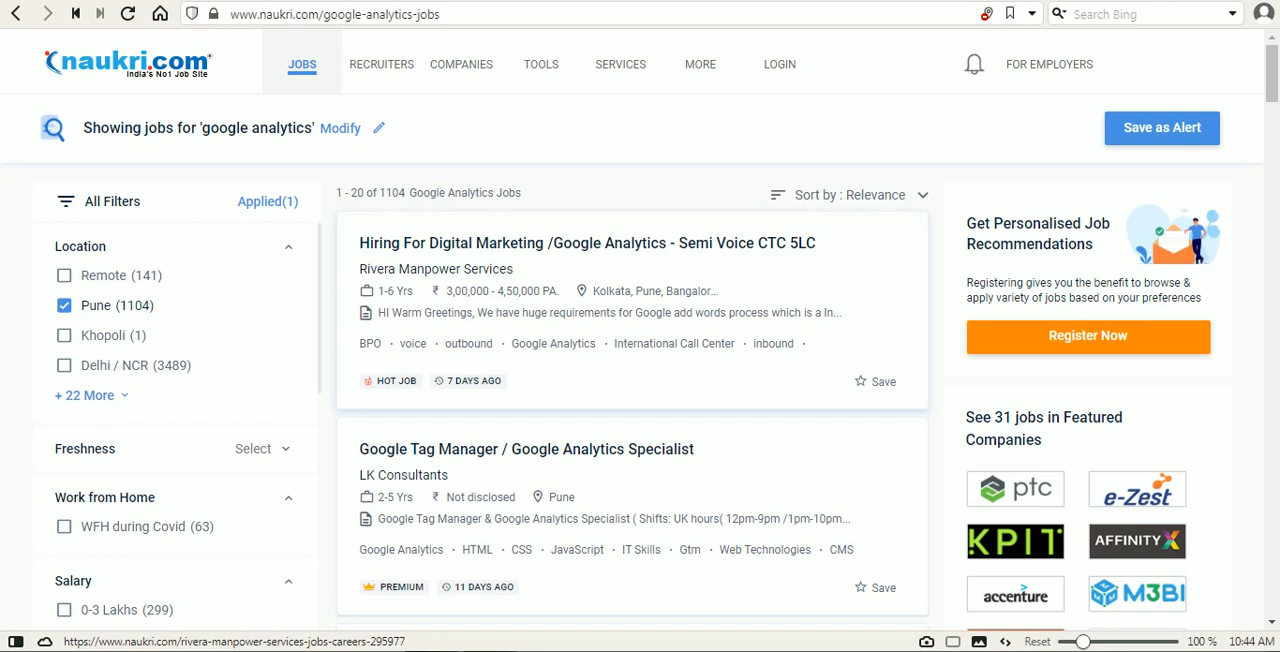 www.naukri.com/google-analytics-jobs
Search Bing
naukri.com
India's No1 Job Site
JOBS RECRUITERS COMPANIES TOOLS SERVICES MORE LOGIN FOR EMPLOYERS
Showing jobs for 'google analytics' Modify
Save as Alert
All Filters Applied(1)
Location
Remote (141)
Pune (1104)
Khopoli (1)
Delhi / NCR (3489)
+ 22 More
Freshness Select
Work from Home
WFH during Covid (63)
Salary
0-3 Lakhs (299)
1 - 20 of 1104 Google Analytics Jobs
Sort by : Relevance
Hiring For Digital Marketing /Google Analytics - Semi Voice CTC 5LC
Rivera Manpower Services
1-6 Yrs ₹ 3,00,000 - 4,50,000 PA. Kolkata, Pune, Bangalor...
HI Warm Greetings, We have huge requirements for Google add words process which is a In...
BPO · voice · outbound · Google Analytics · International Call Center · inbound ·
HOT JOB 7 DAYS AGO Save
Google Tag Manager / Google Analytics Specialist
LK Consultants
2-5 Yrs ₹ Not disclosed Pune
Google Tag Manager & Google Analytics Specialist ( Shifts: UK hours( 12pm-9pm /1pm-10pm...
Google Analytics · HTML · CSS · JavaScript · IT Skills · Gtm · Web Technologies · CMS
PREMIUM 11 DAYS AGO Save
Get Personalised Job
Recommendations
Registering gives you the benefit to browse &
apply variety of jobs based on your preferences
Register Now
See 31 jobs in Featured
Companies
ptc e-Zest
KPIT AFFINITYX
accenture M3BI
https://www.naukri.com/rivera-manpower-services-jobs-careers-295977
Reset 100 % 10:44 AM